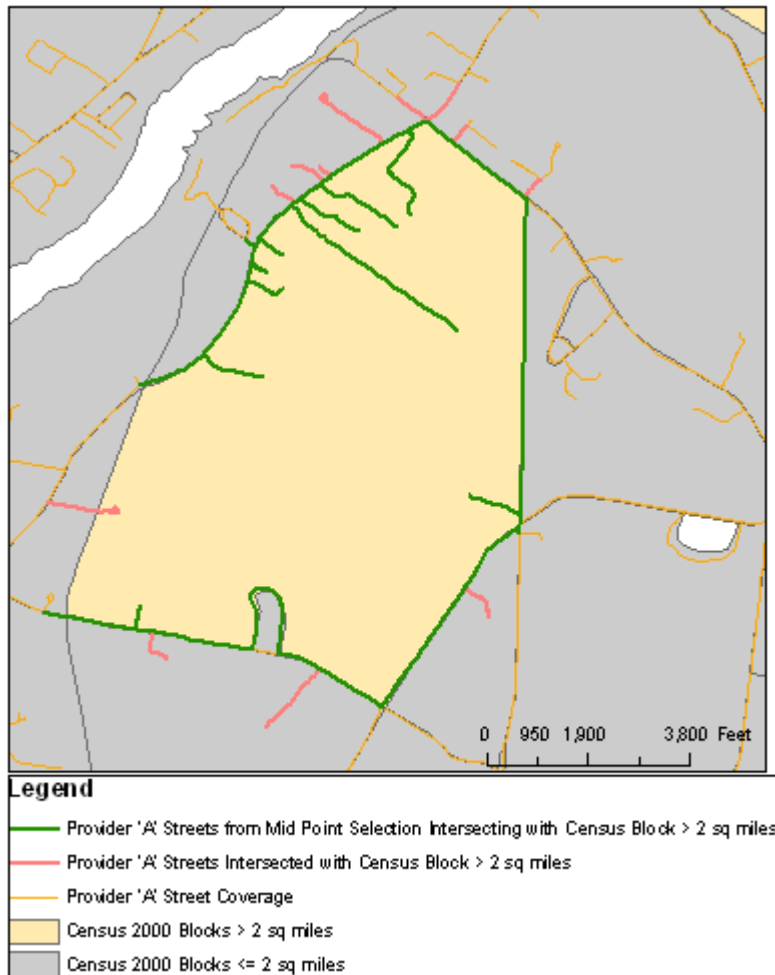 0 950 1,900 3,800 Feet
Legend
Provider 'A' Streets from Mid Point Selection Intersecting with Census Block > 2 sq miles
Provider 'A' Streets Intersected with Census Block > 2 sq miles
Provider 'A' Street Coverage
Census 2000 Blocks > 2 sq miles
Census 2000 Blocks <= 2 sq miles